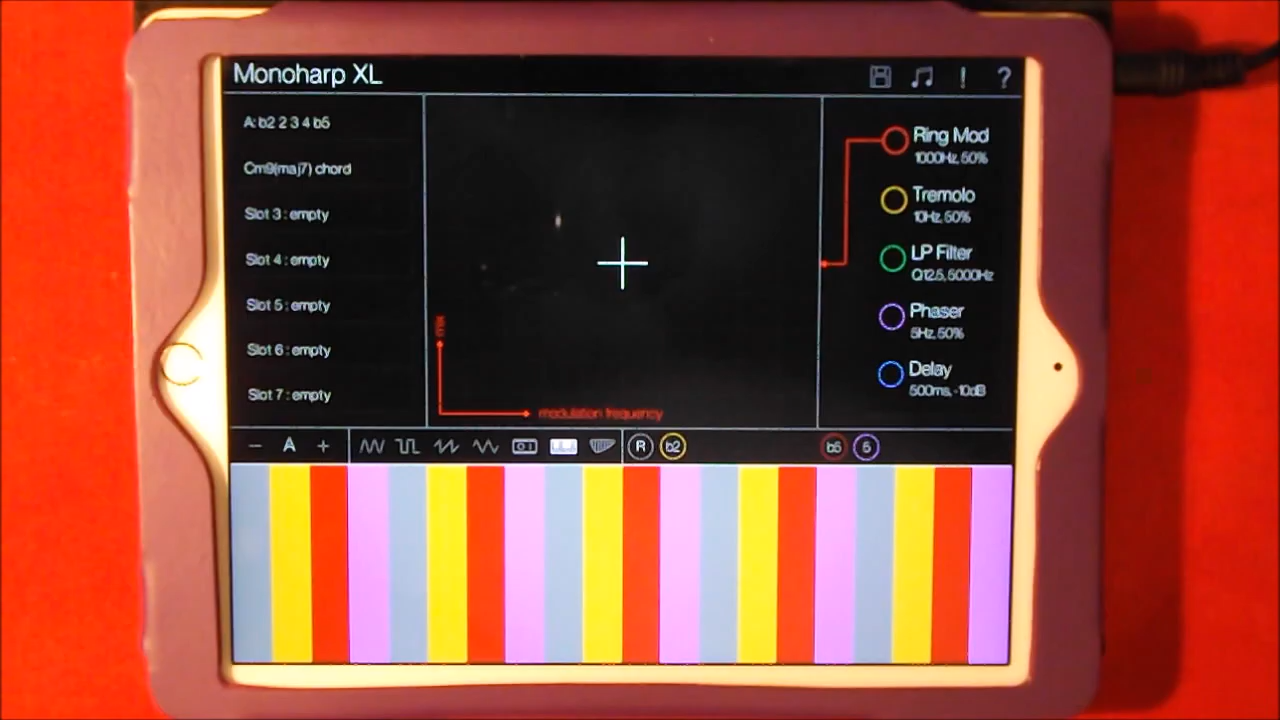 Monoharp XL
! ?
A: b2 2 3 4 b5
Cm9(maj7) chord
Slot 3 : empty
Slot 4 : empty
Slot 5 : empty
Slot 6 : empty
Slot 7 : empty
mix
modulation frequency
Ring Mod
1000Hz, 50%
Tremolo
10Hz, 50%
LP Filter
Q12.5, 5000Hz
Phaser
5Hz, 50%
Delay
500ms, -10dB
− A +
R b2 b5 5